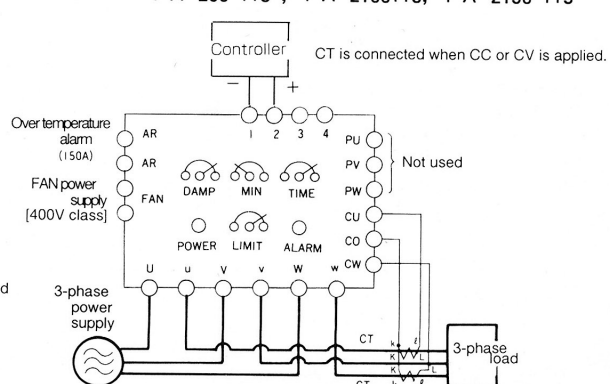 Controller
CT is connected when CC or CV is applied.
− +
Over temperature
alarm
(150A)
AR
1 2 3 4
PU
AR
PV
Not used
FAN power
supply
[400V class]
FAN
DAMP MIN TIME
PW
CU
POWER LIMIT ALARM
CO
CW
U u V v W w
d
3-phase
power
supply
CT
k ℓ
K L
3-phase
load
K L
CT k ℓ